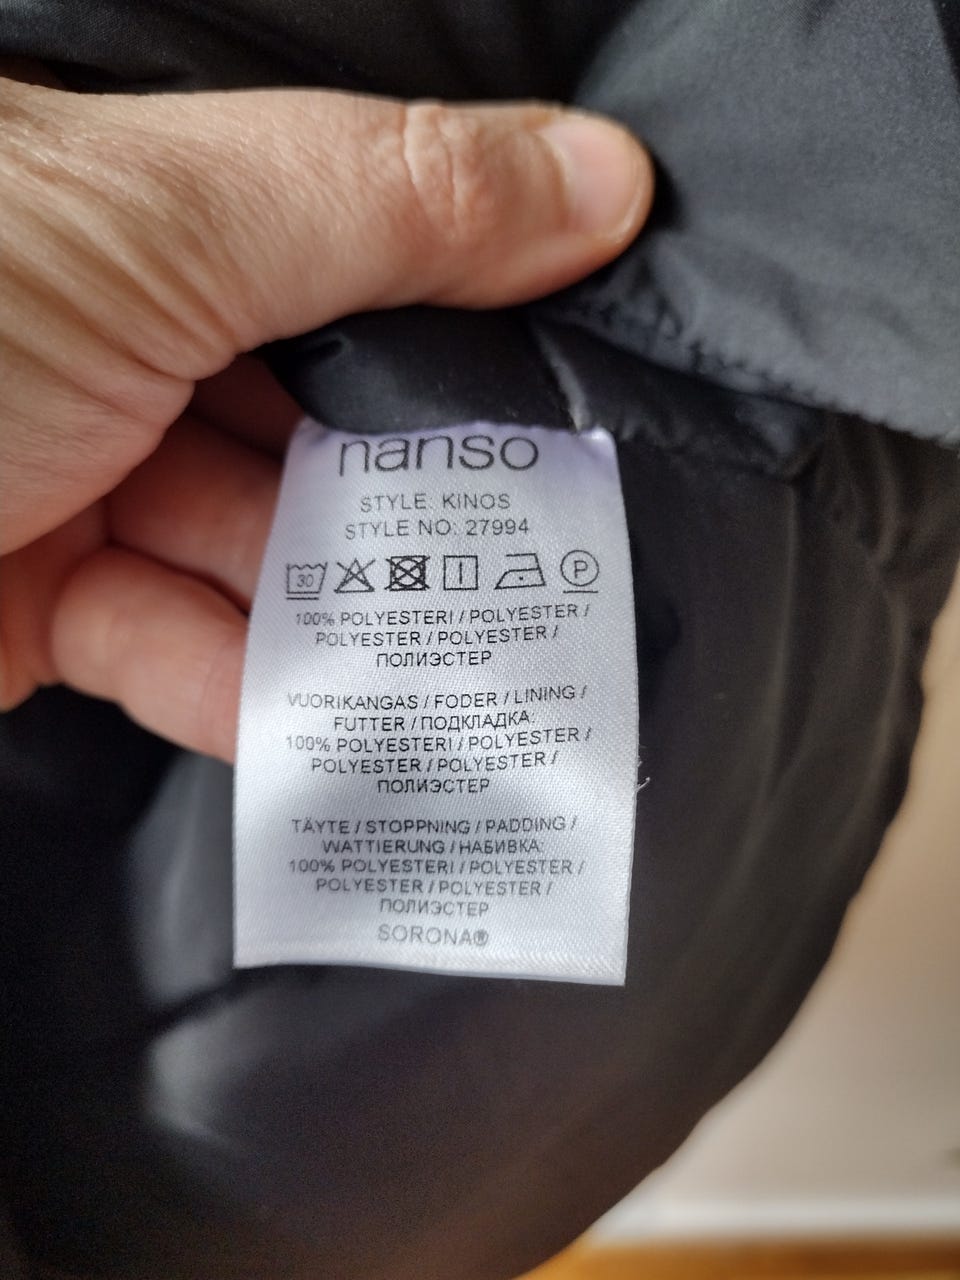 nanso
STYLE: KINOS
STYLE NO: 27994
30 P
100% POLYESTERI / POLYESTER /
POLYESTER / POLYESTER /
ПОЛИЭСТЕР
VUORIKANGAS / FODER / LINING /
FUTTER / ПОДКЛАДКА:
100% POLYESTERI / POLYESTER /
POLYESTER / POLYESTER /
ПОЛИЭСТЕР
TÄYTE / STOPPNING / PADDING /
WATTIERUNG / НАБИВКА:
100% POLYESTERI / POLYESTER /
POLYESTER / POLYESTER /
ПОЛИЭСТЕР
SORONA®